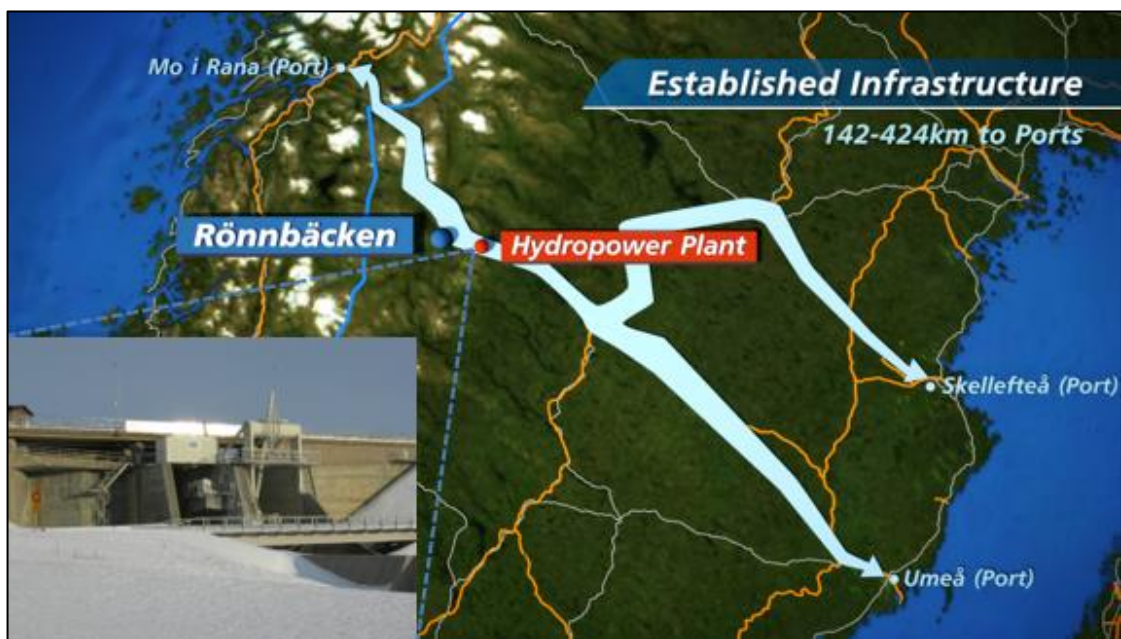 Mo i Rana (Port)
Established Infrastructure
142-424km to Ports
Rönnbäcken
Hydropower Plant
Skellefteå (Port)
Umeå (Port)